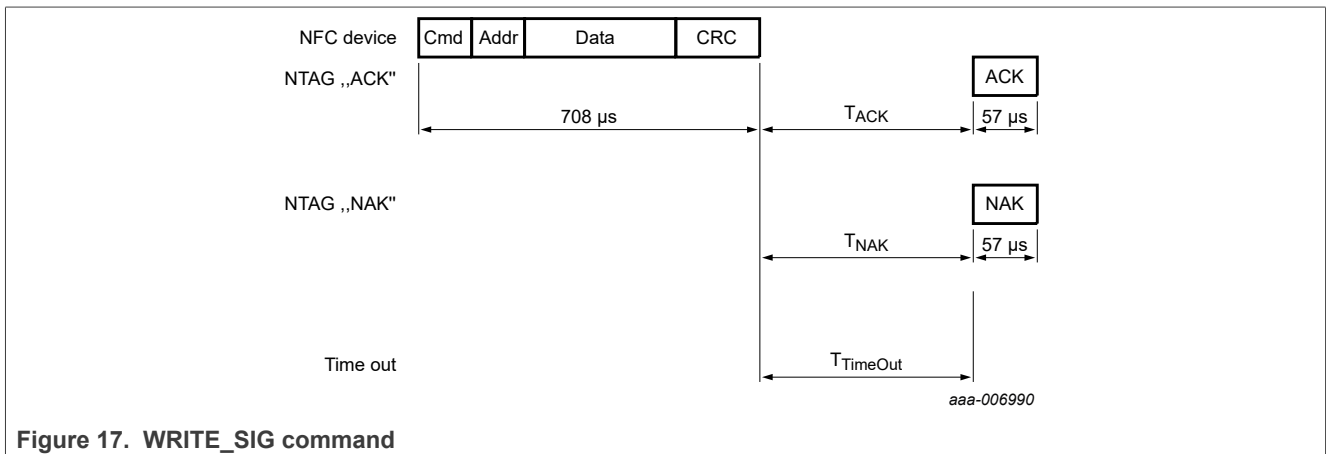 NFC device Cmd Addr Data CRC
NTAG ,,ACK" ACK
708 µs TACK 57 µs
NTAG ,,NAK" NAK
TNAK 57 µs
Time out TTimeOut
aaa-006990
Figure 17. WRITE_SIG command